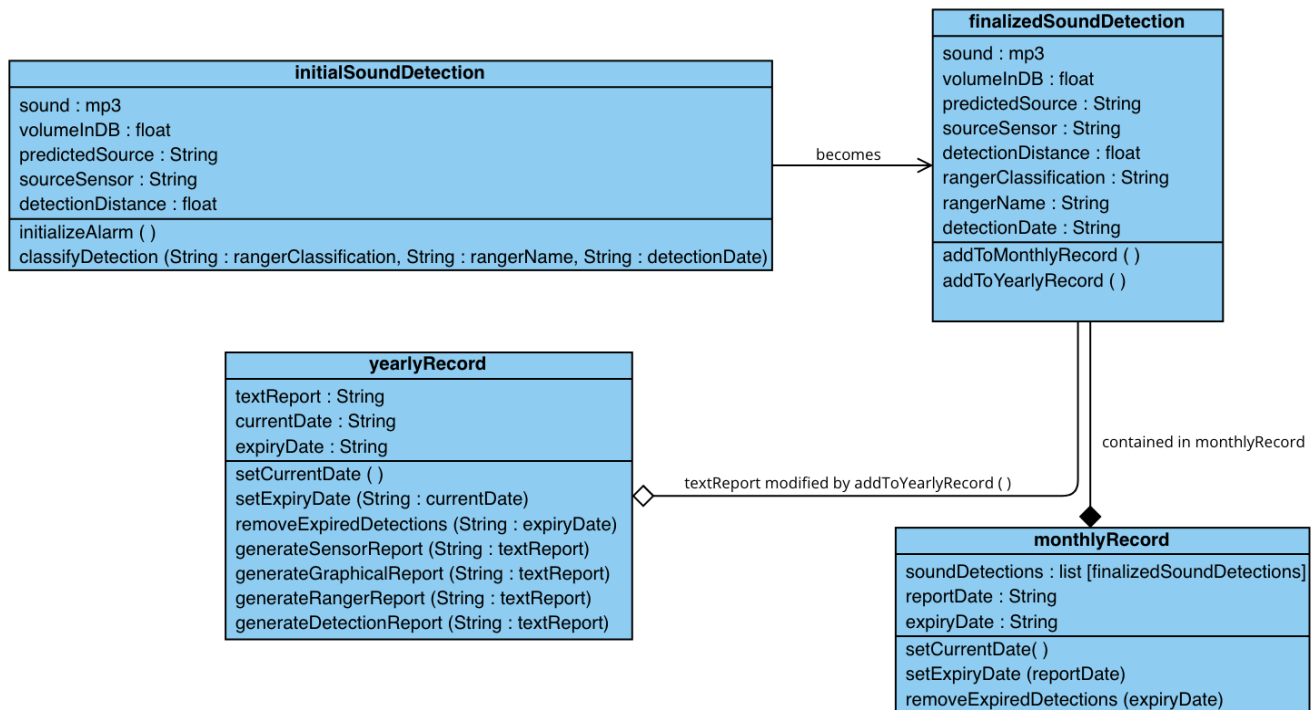 initialSoundDetection
sound : mp3
volumeInDB : float
predictedSource : String
sourceSensor : String
detectionDistance : float
initializeAlarm ( )
classifyDetection (String : rangerClassification, String : rangerName, String : detectionDate)
becomes
finalizedSoundDetection
sound : mp3
volumeInDB : float
predictedSource : String
sourceSensor : String
detectionDistance : float
rangerClassification : String
rangerName : String
detectionDate : String
addToMonthlyRecord ( )
addToYearlyRecord ( )
yearlyRecord
textReport : String
currentDate : String
expiryDate : String
setCurrentDate ( )
setExpiryDate (String : currentDate)
removeExpiredDetections (String : expiryDate)
generateSensorReport (String : textReport)
generateGraphicalReport (String : textReport)
generateRangerReport (String : textReport)
generateDetectionReport (String : textReport)
textReport modified by addToYearlyRecord ( )
contained in monthlyRecord
monthlyRecord
soundDetections : list [finalizedSoundDetections]
reportDate : String
expiryDate : String
setCurrentDate( )
setExpiryDate (reportDate)
removeExpiredDetections (expiryDate)